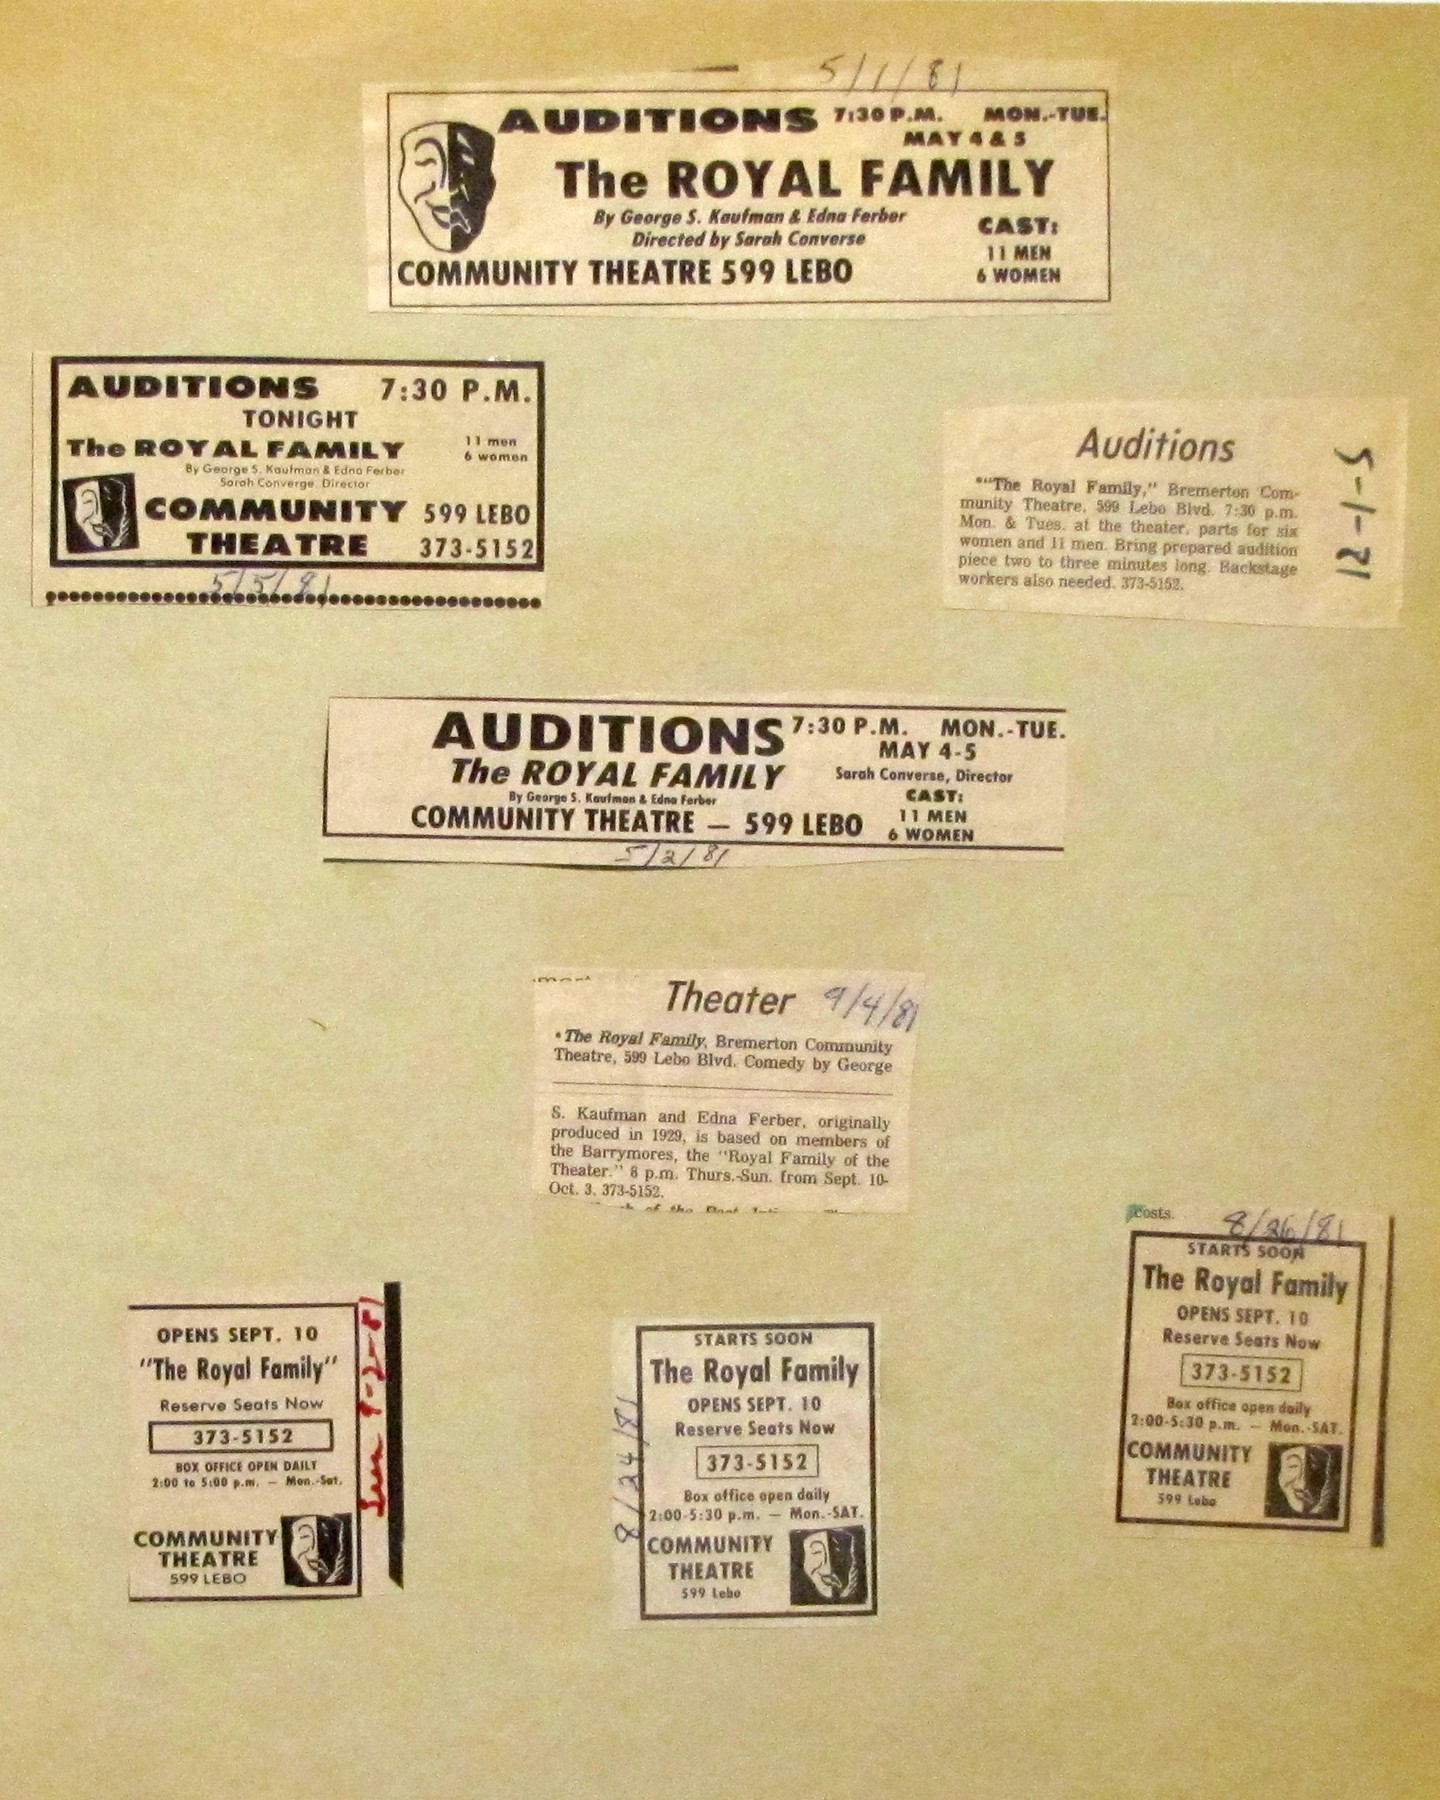 5/1/81
AUDITIONS 7:30 P.M. MON.-TUE.
MAY 4 & 5
The ROYAL FAMILY
By George S. Kaufman & Edna Ferber
Directed by Sarah Converse
CAST:
11 MEN
6 WOMEN
COMMUNITY THEATRE 599 LEBO
AUDITIONS 7:30 P.M.
TONIGHT
The ROYAL FAMILY
11 men
6 women
By George S. Kaufman & Edna Ferber
Sarah Converge, Director
COMMUNITY 599 LEBO
THEATRE 373-5152
5/5/81
Auditions
•"The Royal Family," Bremerton Com-
munity Theatre, 599 Lebo Blvd. 7:30 p.m.
Mon. & Tues. at the theater, parts for six
women and 11 men. Bring prepared audition
piece two to three minutes long. Backstage
workers also needed. 373-5152.
5-1-81
AUDITIONS 7:30 P.M. MON.-TUE.
MAY 4-5
The ROYAL FAMILY Sarah Converse, Director
By George S. Kaufman & Edna Ferber
CAST:
11 MEN
6 WOMEN
COMMUNITY THEATRE — 599 LEBO
5/2/81
Theater 9/4/81
•The Royal Family, Bremerton Community
Theatre, 599 Lebo Blvd. Comedy by George
S. Kaufman and Edna Ferber, originally
produced in 1929, is based on members of
the Barrymores, the "Royal Family of the
Theater." 8 p.m. Thurs.-Sun. from Sept. 10-
Oct. 3. 373-5152.
OPENS SEPT. 10
"The Royal Family"
Reserve Seats Now
373-5152
BOX OFFICE OPEN DAILY
2:00 to 5:00 p.m. — Mon.-Sat.
COMMUNITY
THEATRE
599 LEBO
9-2-81
STARTS SOON
The Royal Family
OPENS SEPT. 10
Reserve Seats Now
373-5152
Box office open daily
2:00-5:30 p.m. — Mon.-SAT.
COMMUNITY
THEATRE
599 Lebo
8/24/81
costs.
8/26/81
STARTS SOON
The Royal Family
OPENS SEPT. 10
Reserve Seats Now
373-5152
Box office open daily
2:00-5:30 p.m. — Mon.-SAT.
COMMUNITY
THEATRE
599 Lebo